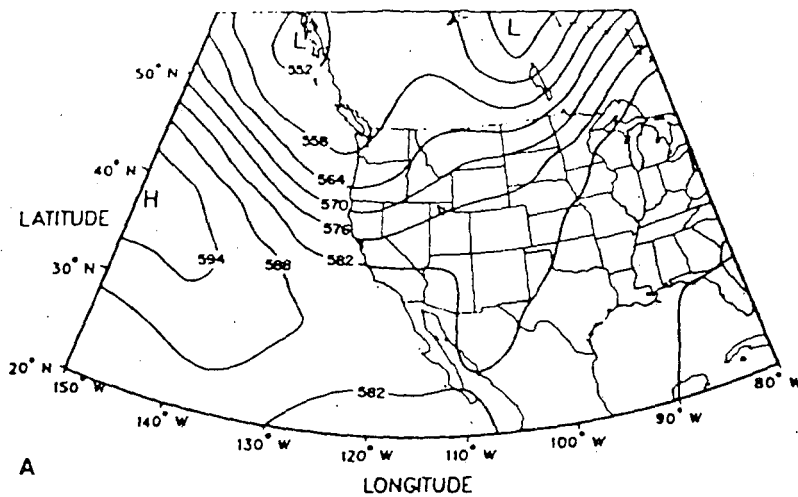 L
L
552
50° N
558
40° N
564
H
570
LATITUDE
576
594
588
582
30° N
20° N
150° W
582
80° W
140° W
90° W
130° W
100° W
120° W
110° W
A
LONGITUDE